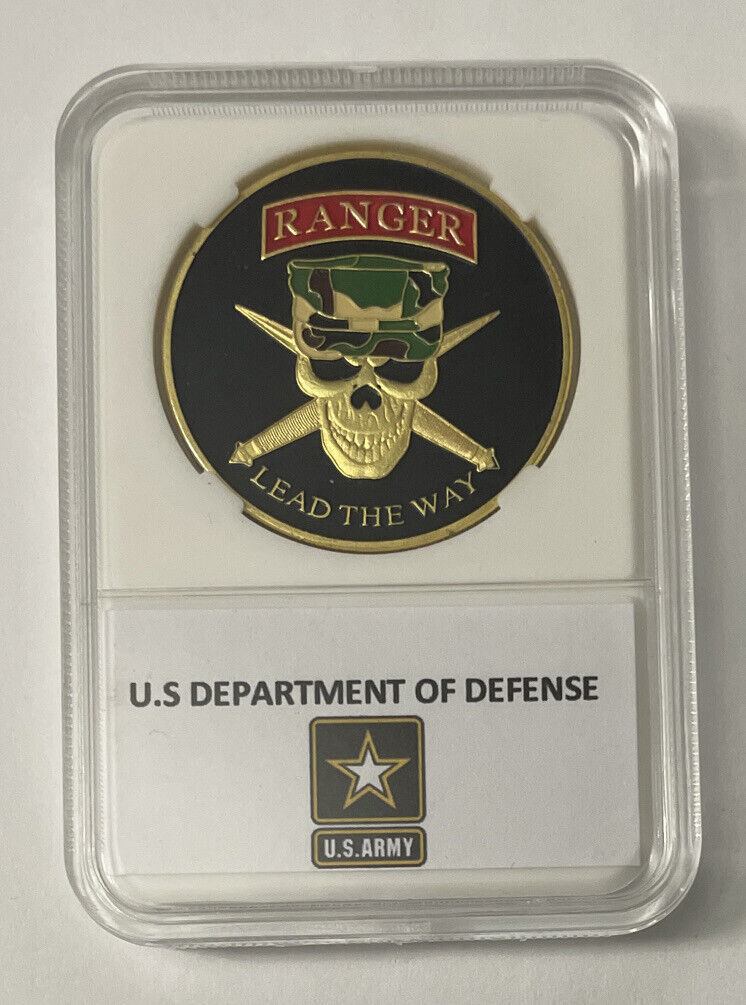 RANGER
LEAD THE WAY
U.S DEPARTMENT OF DEFENSE
U.S.ARMY